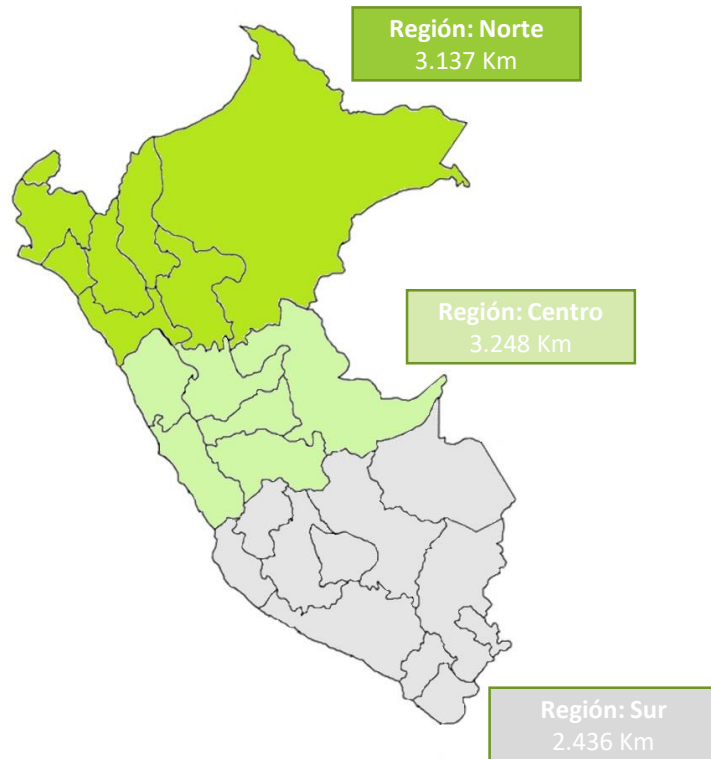 Región: Norte
3.137 Km
Región: Centro
3.248 Km
Región: Sur
2.436 Km